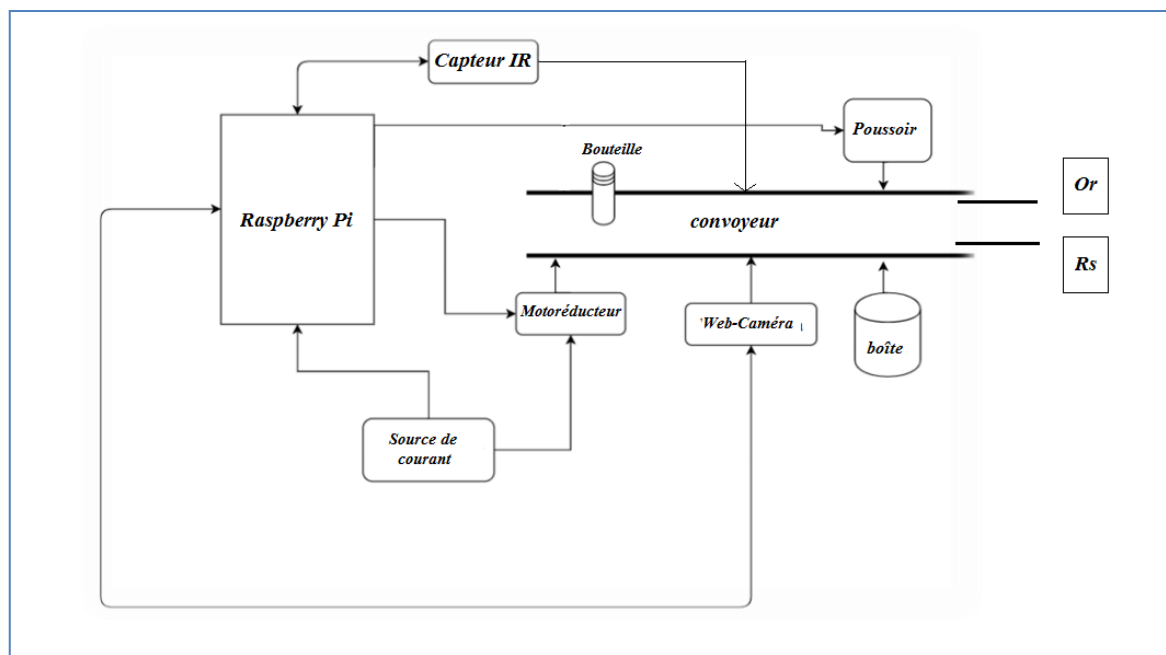 Capteur IR
Poussoir
Bouteille
Or
Raspberry Pi
convoyeur
Rs
Motoréducteur
Web-Caméra
boîte
Source de
courant